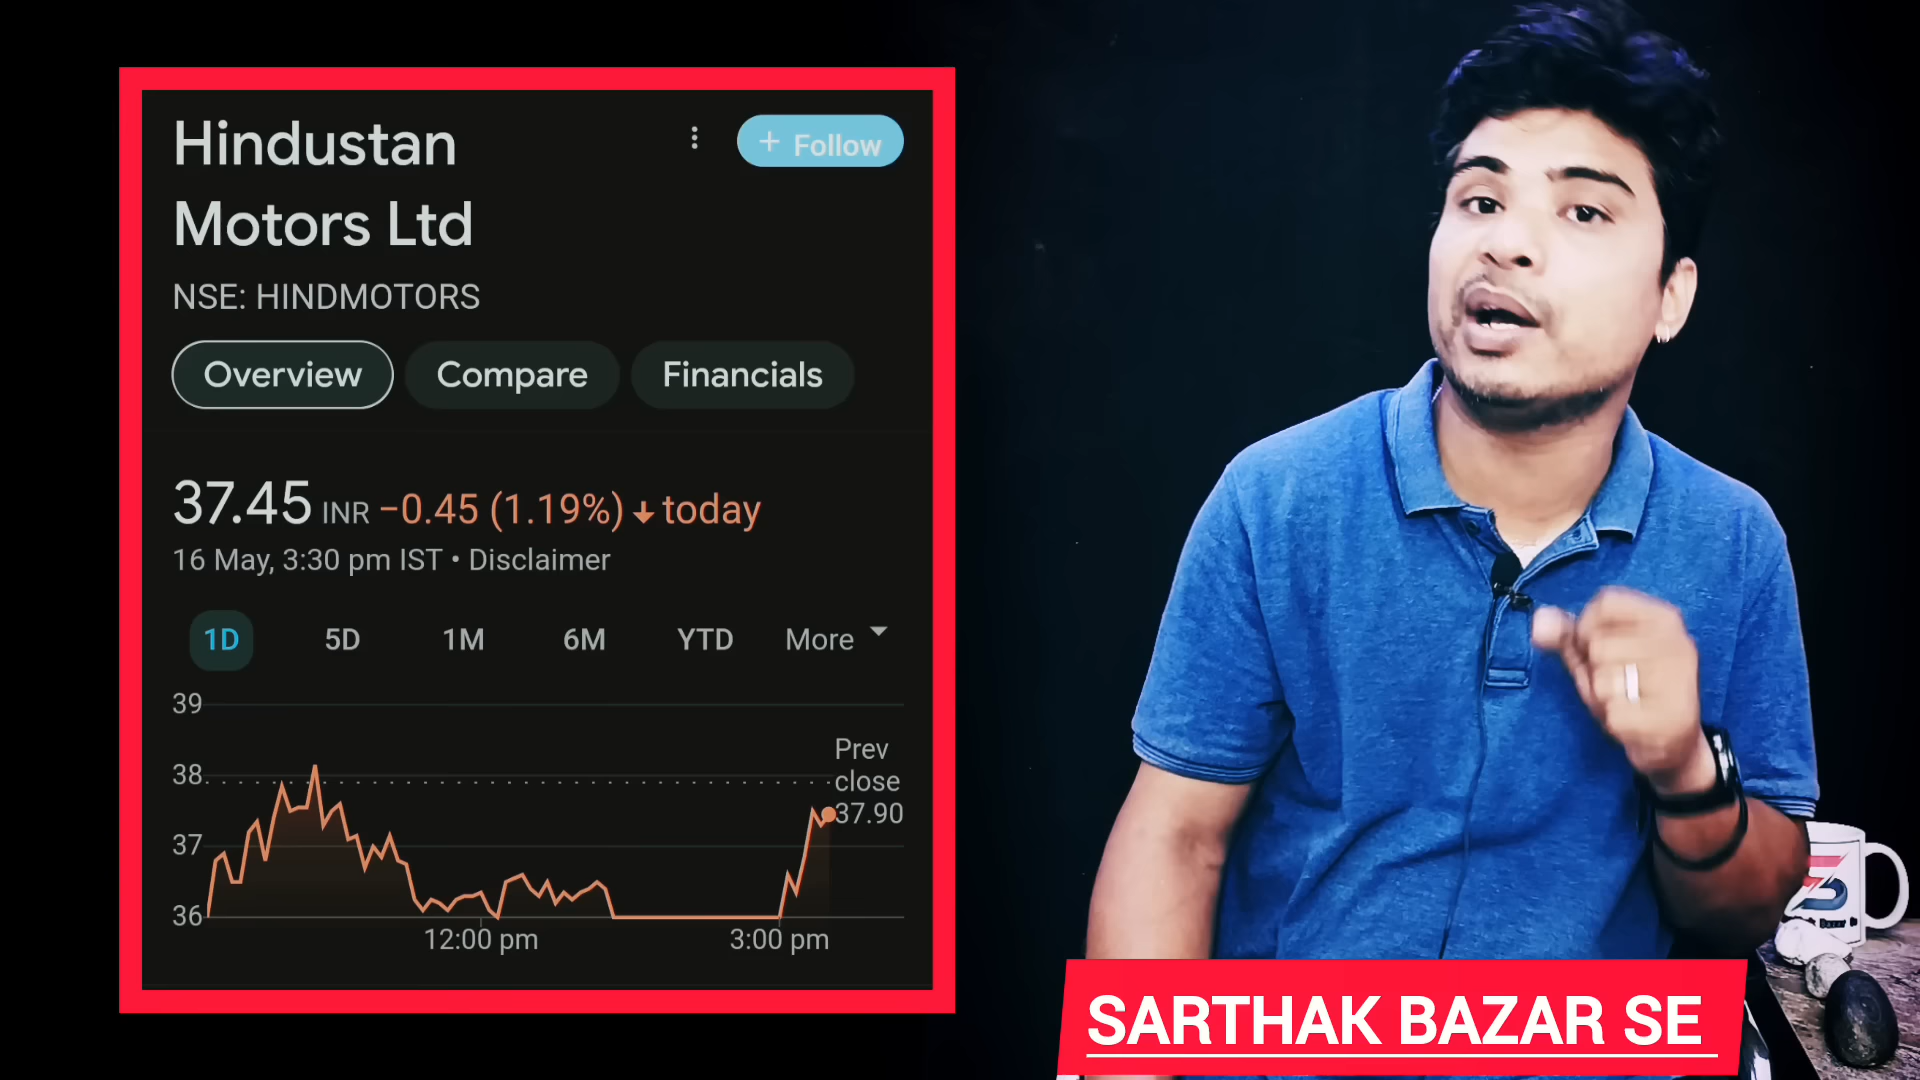 Hindustan
Motors Ltd
+ Follow
NSE: HINDMOTORS
Overview Compare Financials
37.45 INR −0.45 (1.19%) ↓ today
16 May, 3:30 pm IST • Disclaimer
1D 5D 1M 6M YTD More
39
38
37
36
Prev
close
37.90
12:00 pm 3:00 pm
SARTHAK BAZAR SE